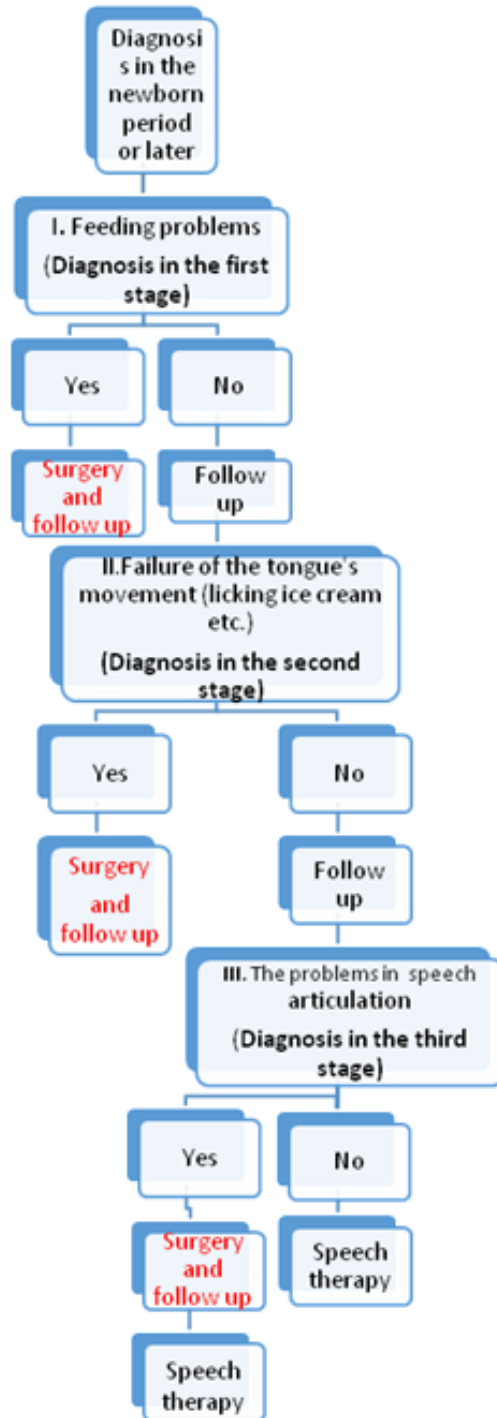 Diagnosi
s in the
newborn
period
or later
I. Feeding problems
(Diagnosis in the first
stage)
Yes
No
Surgery
and
follow up
Follow
up
II.Failure of the tongue's
movement (licking ice cream
etc.)
(Diagnosis in the second
stage)
Yes
No
Surgery
and
follow up
Follow
up
III. The problems in speech
articulation
(Diagnosis in the third
stage)
Yes
No
Surgery
and
follow up
Speech
therapy
Speech
therapy